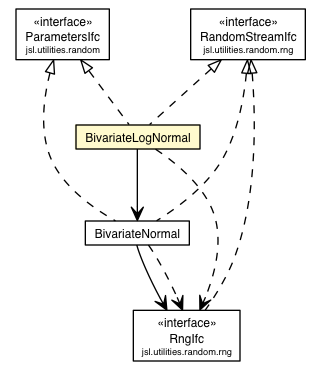 «interface»
ParametersIfc
jsl.utilities.random
«interface»
RandomStreamIfc
jsl.utilities.random.rng
BivariateLogNormal
BivariateNormal
«interface»
RngIfc
jsl.utilities.random.rng